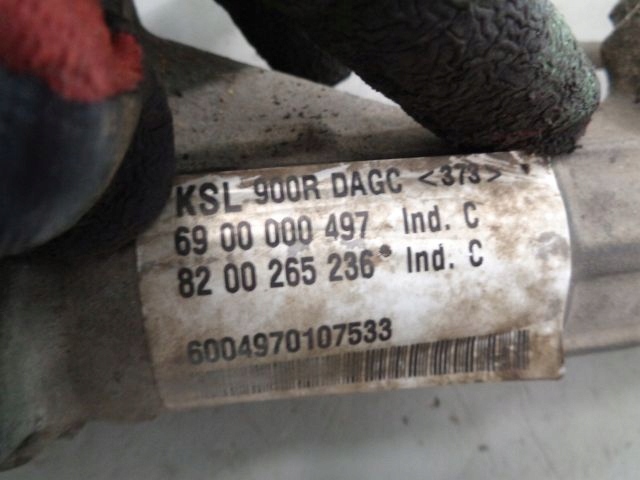 KSL 900R DAGC <373>
69 00 000 497 Ind. C
82 00 265 236* Ind. C
6004970107533